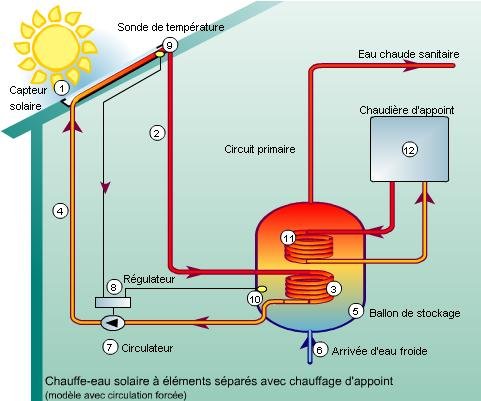 Sonde de température
9
Eau chaude sanitaire
Capteur
solaire
1
Chaudière d'appoint
2
Circuit primaire
12
4
11
Régulateur
8
10
3
5 Ballon de stockage
7 Circulateur
6 Arrivée d'eau froide
Chauffe-eau solaire à éléments séparés avec chauffage d'appoint
(modèle avec circulation forcée)